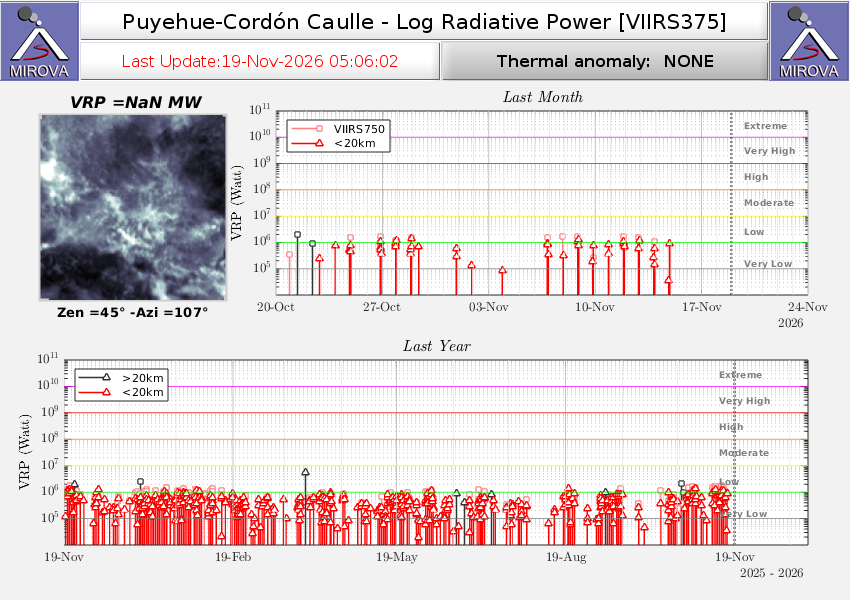 Puyehue-Cordón Caulle - Log Radiative Power [VIIRS375]
MIROVA
MIROVA
Last Update:19-Nov-2026 05:06:02
Thermal anomaly: NONE
VRP =NaN MW
Zen =45° -Azi =107°
Last Month
VRP (Watt)
10¹¹
10¹⁰
10⁹
10⁸
10⁷
10⁶
10⁵
VIIRS750
<20km
Extreme
Very High
High
Moderate
Low
Very Low
20-Oct
27-Oct
03-Nov
10-Nov
17-Nov
24-Nov
2026
Last Year
VRP (Watt)
10¹¹
10¹⁰
10⁹
10⁸
10⁷
10⁶
10⁵
>20km
<20km
Extreme
Very High
High
Moderate
Low
Very Low
19-Nov
19-Feb
19-May
19-Aug
19-Nov
2025 - 2026